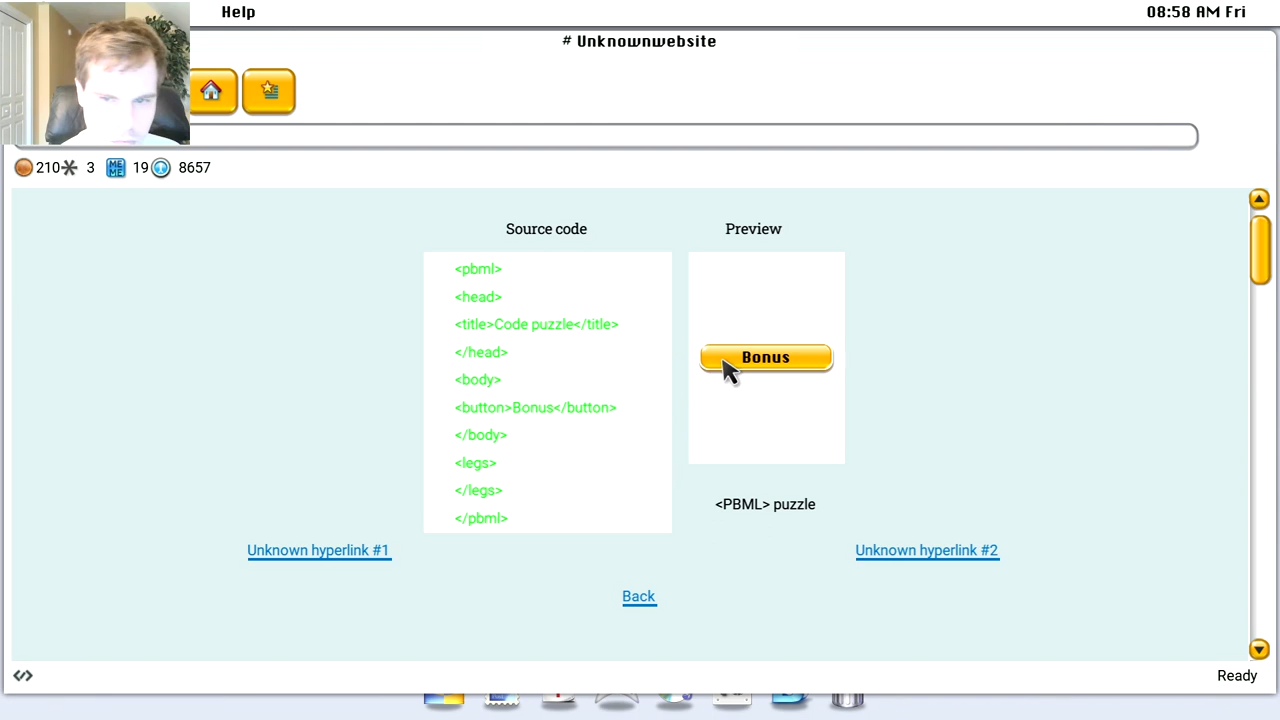 Help
08:58 AM Fri
# Unknownwebsite
210 3 ME ME 19 8657
Source code
Preview
<pbml>
<head>
<title>Code puzzle</title>
</head>
<body>
<button>Bonus</button>
</body>
<legs>
</legs>
</pbml>
Bonus
<PBML> puzzle
Unknown hyperlink #1
Unknown hyperlink #2
Back
Ready